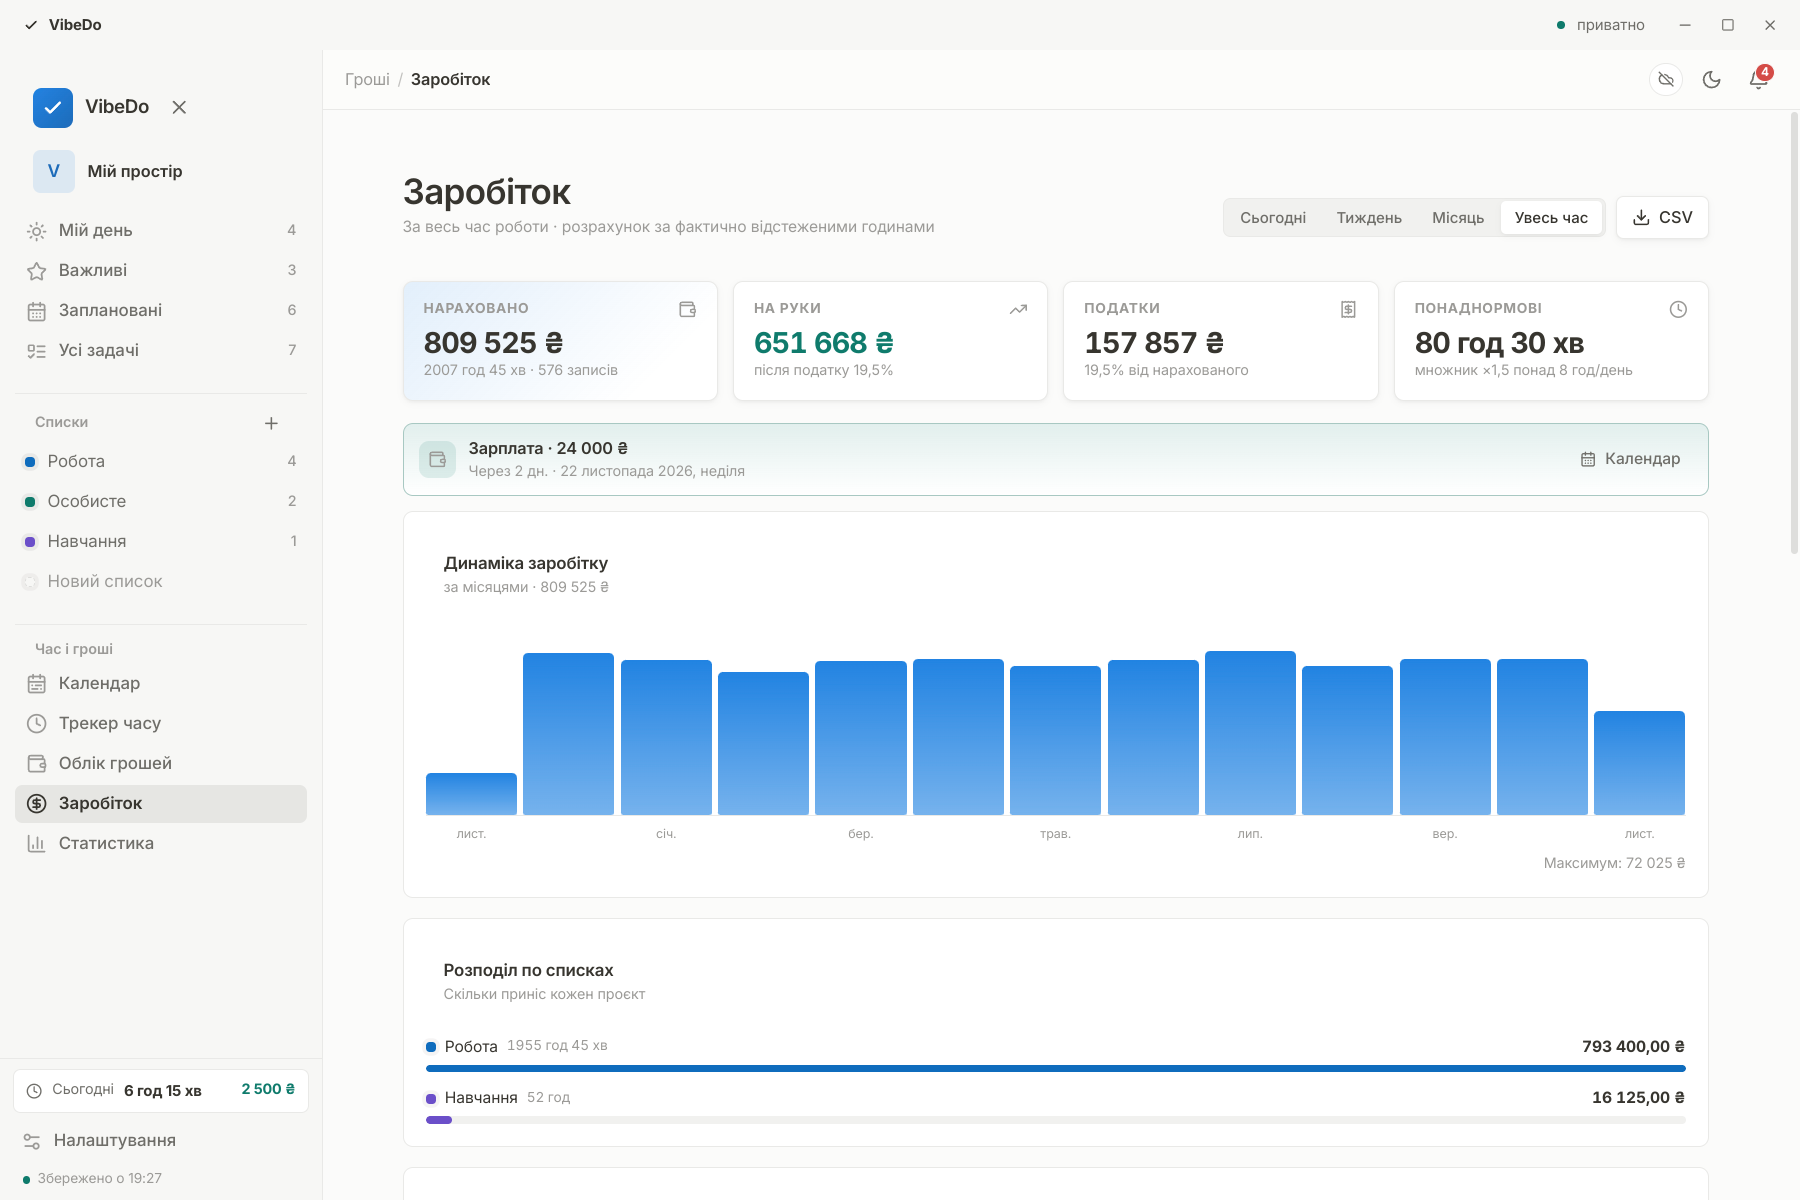 VibeDo
приватно
VibeDo
V
Мій простір
Мій день 4
Важливі 3
Заплановані 6
Усі задачі 7
Списки
Робота 4
Особисте 2
Навчання 1
Новий список
Час і гроші
Календар
Трекер часу
Облік грошей
Заробіток
Статистика
Сьогодні 6 год 15 хв 2 500 ₴
Налаштування
Збережено о 19:27
Гроші / Заробіток
4
Заробіток
За весь час роботи · розрахунок за фактично відстеженими годинами
Сьогодні Тиждень Місяць Увесь час CSV
НАРАХОВАНО
809 525 ₴
2007 год 45 хв · 576 записів
НА РУКИ
651 668 ₴
після податку 19,5%
ПОДАТКИ
157 857 ₴
19,5% від нарахованого
ПОНАДНОРМОВІ
80 год 30 хв
множник ×1,5 понад 8 год/день
Зарплата · 24 000 ₴
Через 2 дн. · 22 листопада 2026, неділя
Календар
Динаміка заробітку
за місяцями · 809 525 ₴
лист. січ. бер. трав. лип. вер. лист.
Максимум: 72 025 ₴
Розподіл по списках
Скільки приніс кожен проєкт
Робота 1955 год 45 хв 793 400,00 ₴
Навчання 52 год 16 125,00 ₴